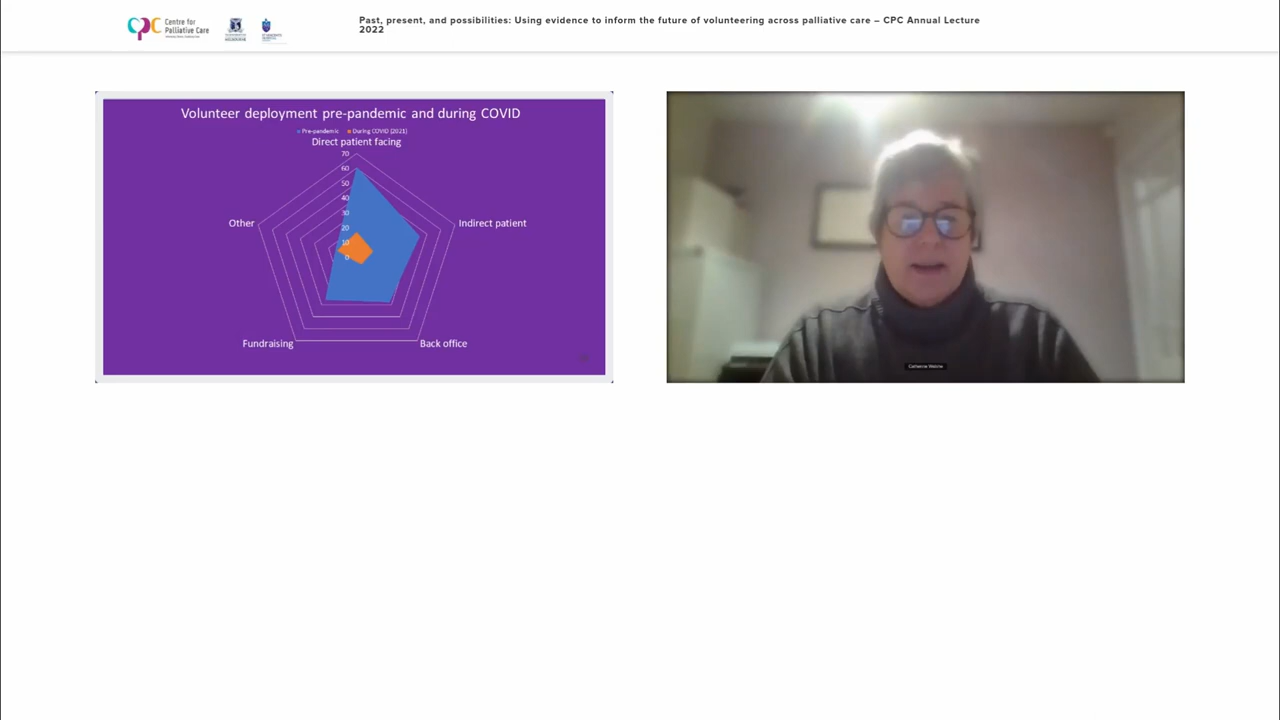 Centre for
Palliative Care
Past, present, and possibilities: Using evidence to inform the future of volunteering across palliative care – CPC Annual Lecture
2022
Volunteer deployment pre-pandemic and during COVID
Pre-pandemic
During COVID (2021)
Direct patient facing
70
60
50
40
30
20
10
0
Other
Indirect patient
Fundraising
Back office